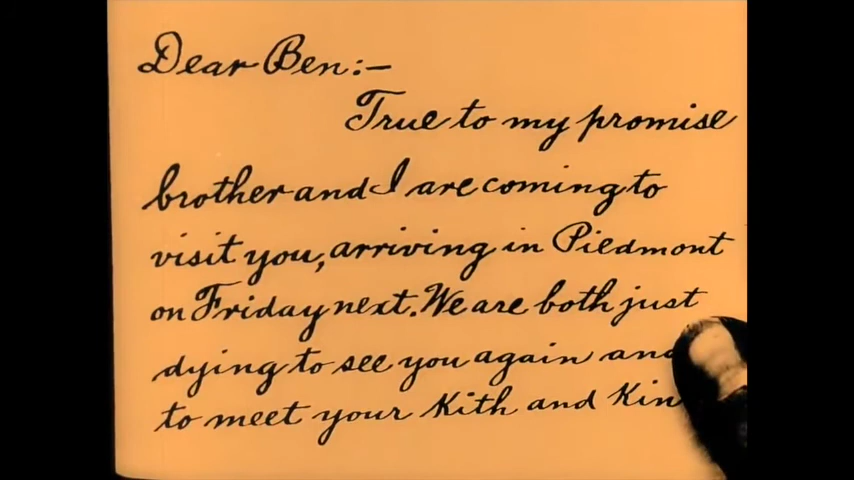 Dear Ben:—
True to my promise
brother and I are coming to
visit you, arriving in Piedmont
on Friday next. We are both just
dying to see you again and
to meet your Kith and Kin